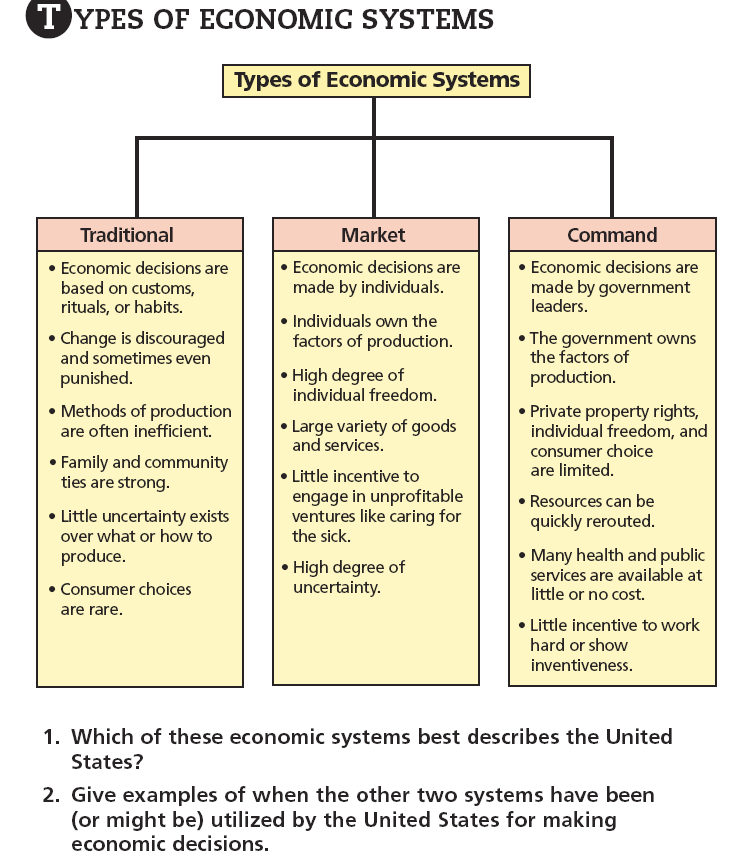 TYPES OF ECONOMIC SYSTEMS
Types of Economic Systems
Traditional
• Economic decisions are
based on customs,
rituals, or habits.
• Change is discouraged
and sometimes even
punished.
• Methods of production
are often inefficient.
• Family and community
ties are strong.
• Little uncertainty exists
over what or how to
produce.
• Consumer choices
are rare.
Market
• Economic decisions are
made by individuals.
• Individuals own the
factors of production.
• High degree of
individual freedom.
• Large variety of goods
and services.
• Little incentive to
engage in unprofitable
ventures like caring for
the sick.
• High degree of
uncertainty.
Command
• Economic decisions are
made by government
leaders.
• The government owns
the factors of
production.
• Private property rights,
individual freedom, and
consumer choice
are limited.
• Resources can be
quickly rerouted.
• Many health and public
services are available at
little or no cost.
• Little incentive to work
hard or show
inventiveness.
1. Which of these economic systems best describes the United
States?
2. Give examples of when the other two systems have been
(or might be) utilized by the United States for making
economic decisions.